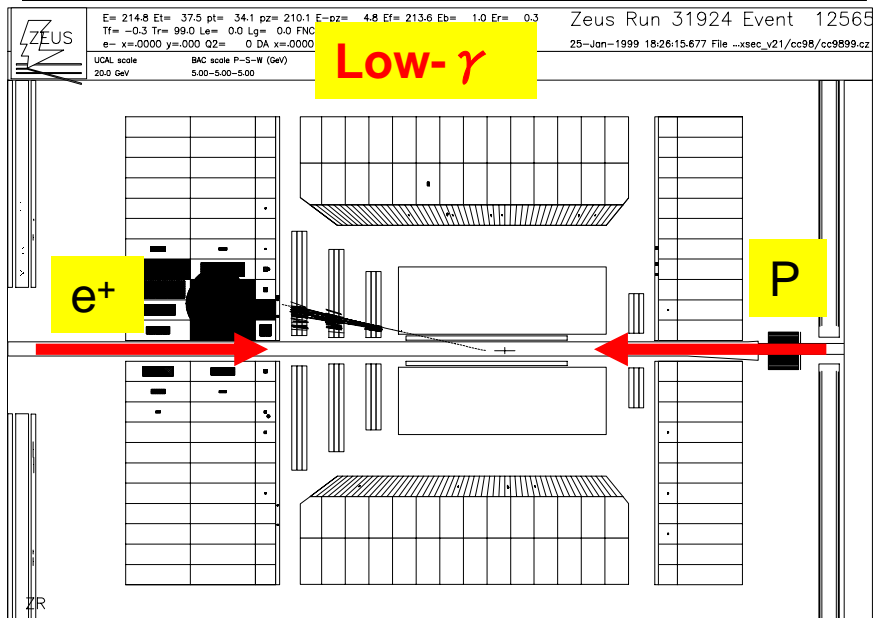 E= 214.8 Et= 37.5 pt= 34.1 pz= 210.1 E-pz= 4.8 Ef= 213.6 Eb= 1.0 Er= 0.3
Tf= -0.3 Tr= 99.0 Le= 0.0 Lg= 0.0 FNC
e- x=.0000 y=.000 Q2= 0 DA x=.0000
Zeus Run 31924 Event 12565
25-Jan-1999 18:26:15.677 File ...xsec_v21/cc98/cc9899.cz
ZEUS
UCAL scale
20.0 GeV
BAC scale P-S-W (GeV)
5.00-5.00-5.00
Low-γ
e+
P
ZR